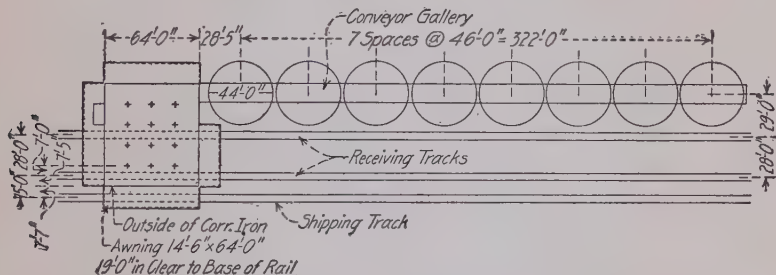 Conveyor Gallery
64'-0" 28'-5" 7 Spaces @ 46'-0" = 322'-0"
44'-0"
29'-0"
28'-0"
28'-0"
7'-0"
7'-5"
15'-0"
Receiving Tracks
Outside of Corr. Iron
Shipping Track
Awning 14'-6" x 64'-0"
19'-0" in Clear to Base of Rail